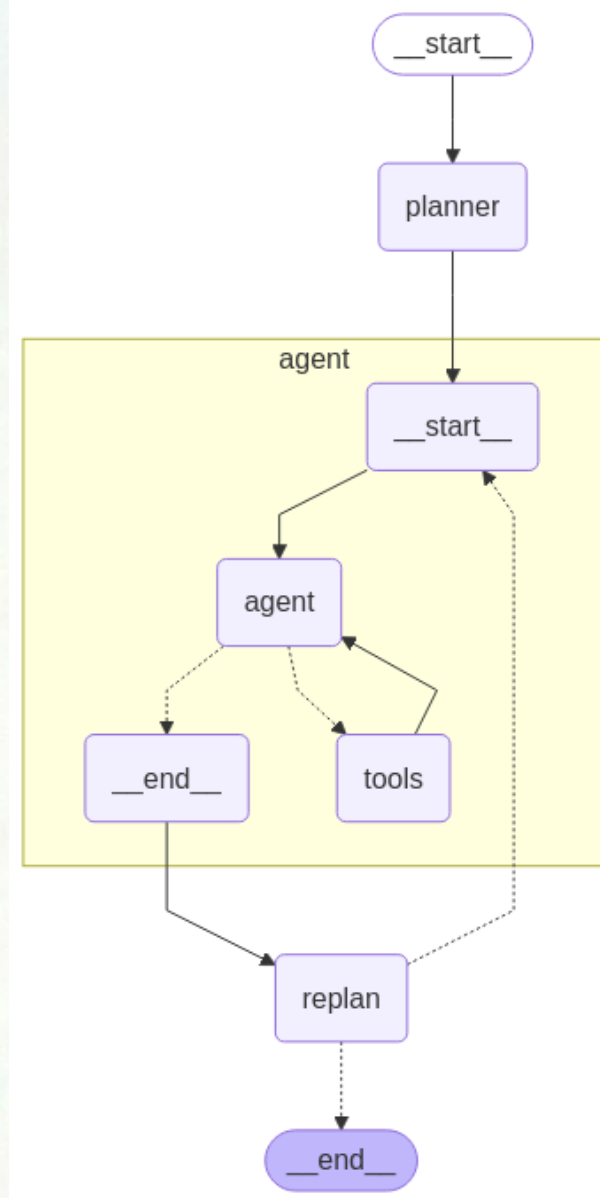 __start__
planner
agent
__start__
agent
__end__
tools
replan
__end__